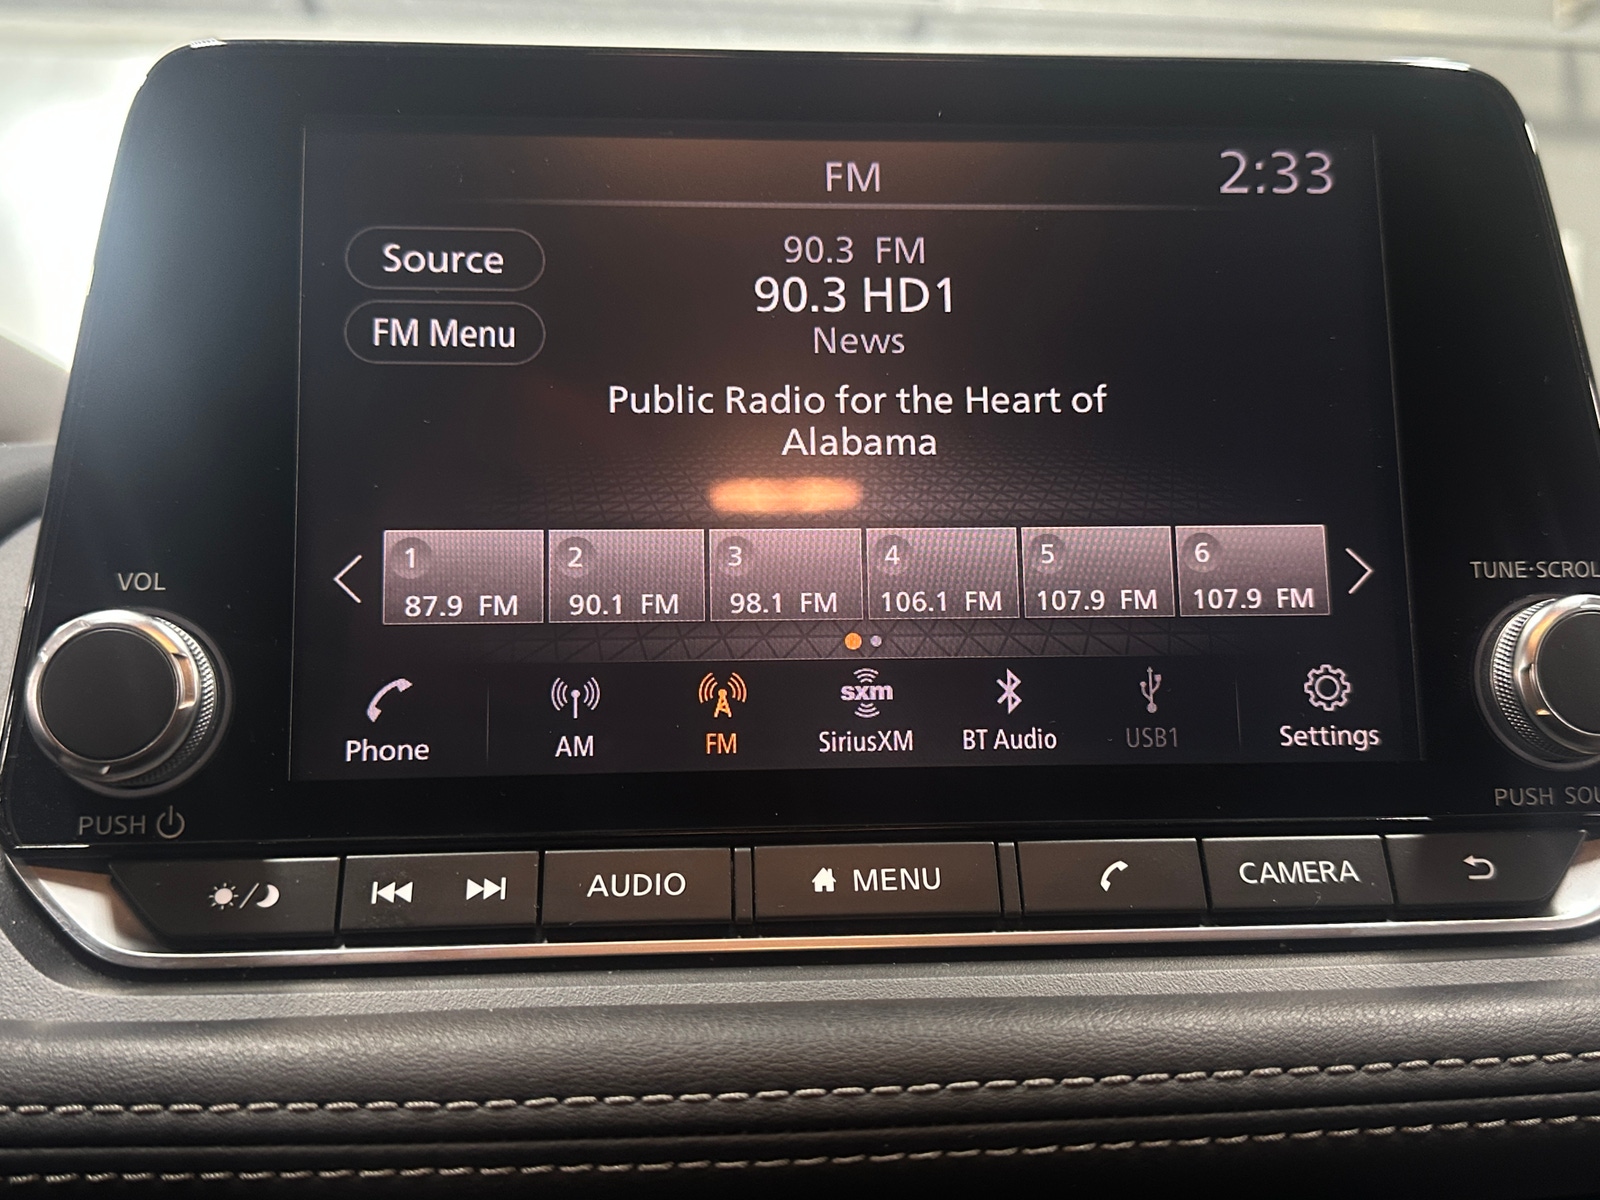 FM
2:33
Source
FM Menu
90.3 FM
90.3 HD1
News
Public Radio for the Heart of
Alabama
1
87.9 FM
2
90.1 FM
3
98.1 FM
4
106.1 FM
5
107.9 FM
6
107.9 FM
VOL
TUNE·SCROL
Phone
AM
FM
sxm
SiriusXM
BT Audio
USB1
Settings
PUSH
PUSH SOU
AUDIO
MENU
CAMERA